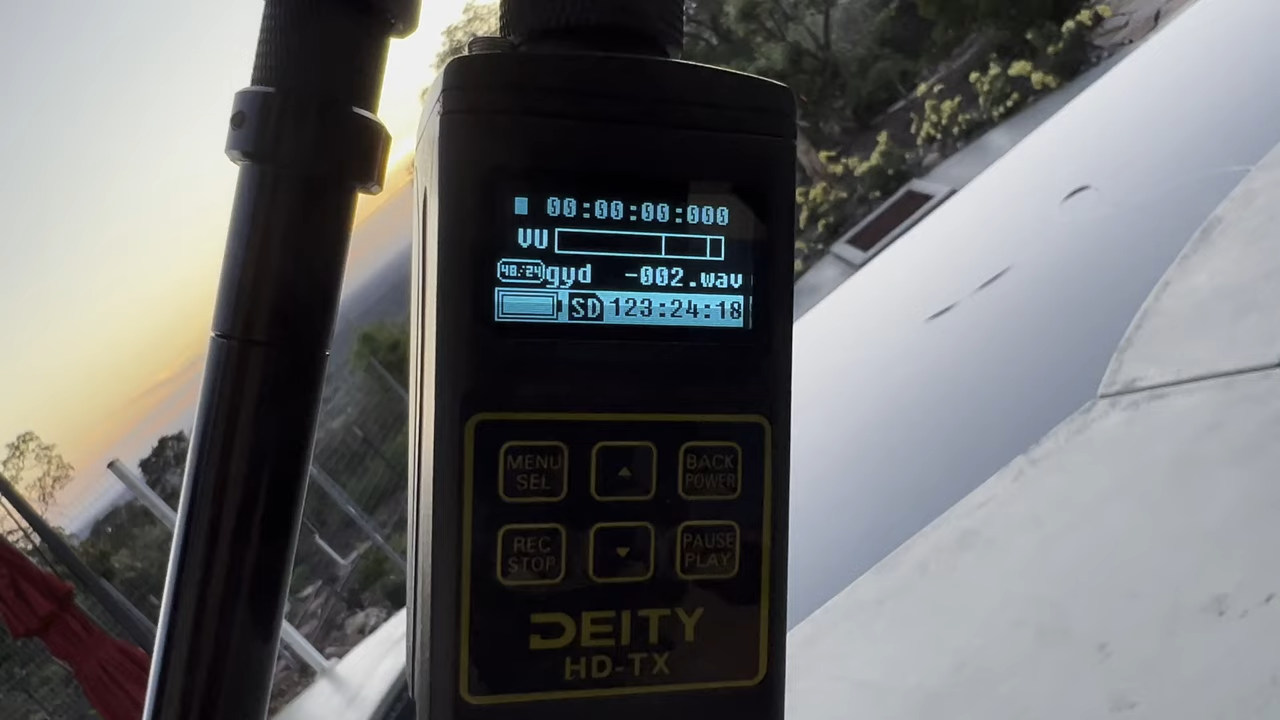 00:00:00:000
VU
48/24 gyd -002.wav
SD 123:24:18
MENU SEL
BACK POWER
REC STOP
PAUSE PLAY
DEITY
HD-TX